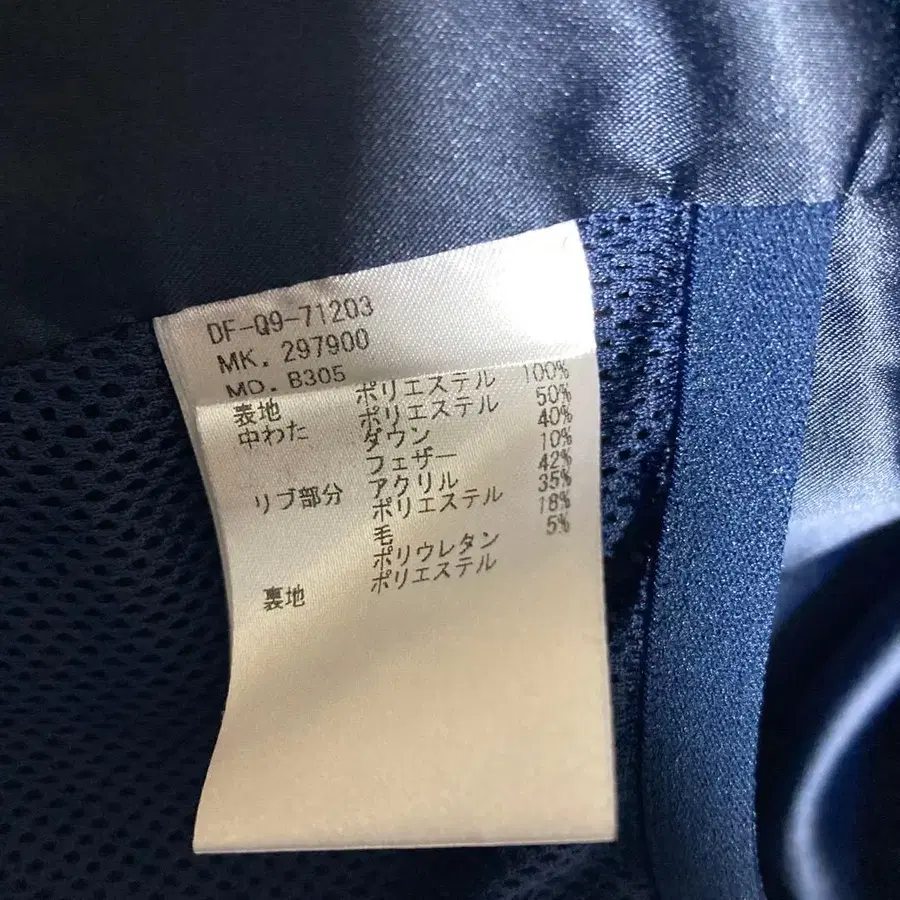 DF-Q9-71203
MK. 297900
MD. B305
表地 ポリエステル 100%
中わた ポリエステル 50%
ダウン 40%
フェザー 10%
リブ部分 アクリル 42%
ポリエステル 35%
毛 18%
ポリウレタン 5%
裏地 ポリエステル